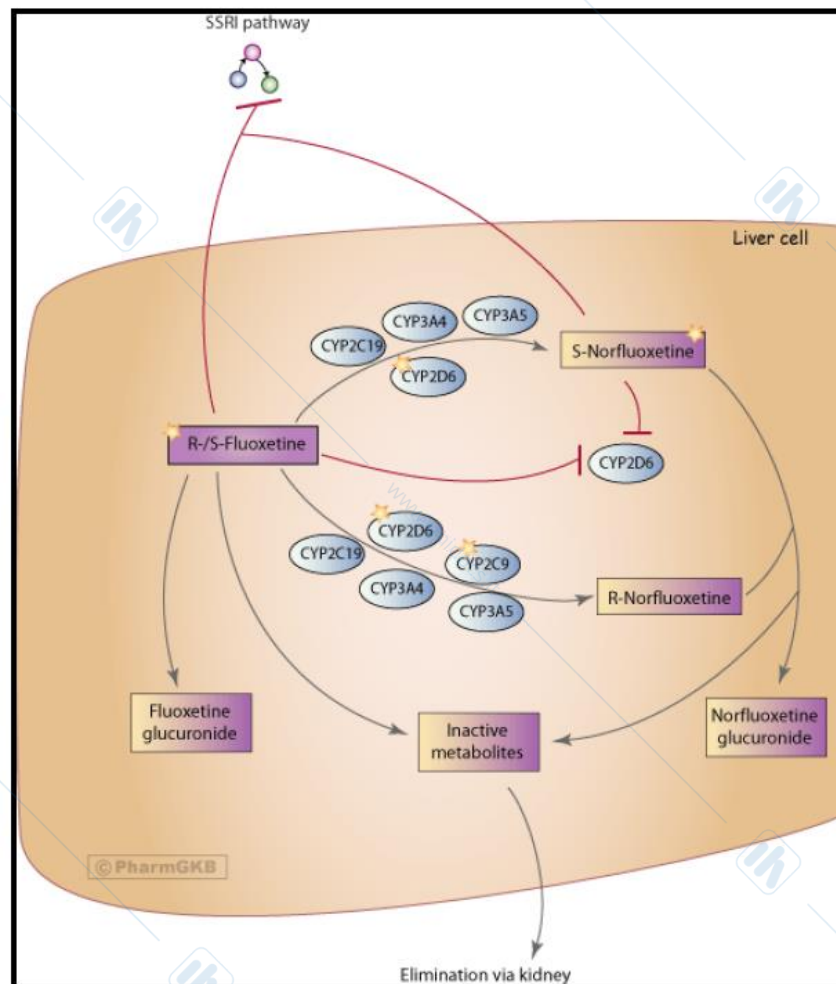 SSRI pathway
Liver cell
CYP3A4
CYP3A5
CYP2C19
CYP2D6
S-Norfluoxetine
R-/S-Fluoxetine
CYP2D6
CYP2D6
CYP2C19
CYP2C9
CYP3A4
CYP3A5
R-Norfluoxetine
Fluoxetine
glucuronide
Inactive
metabolites
Norfluoxetine
glucuronide
© PharmGKB
Elimination via kidney